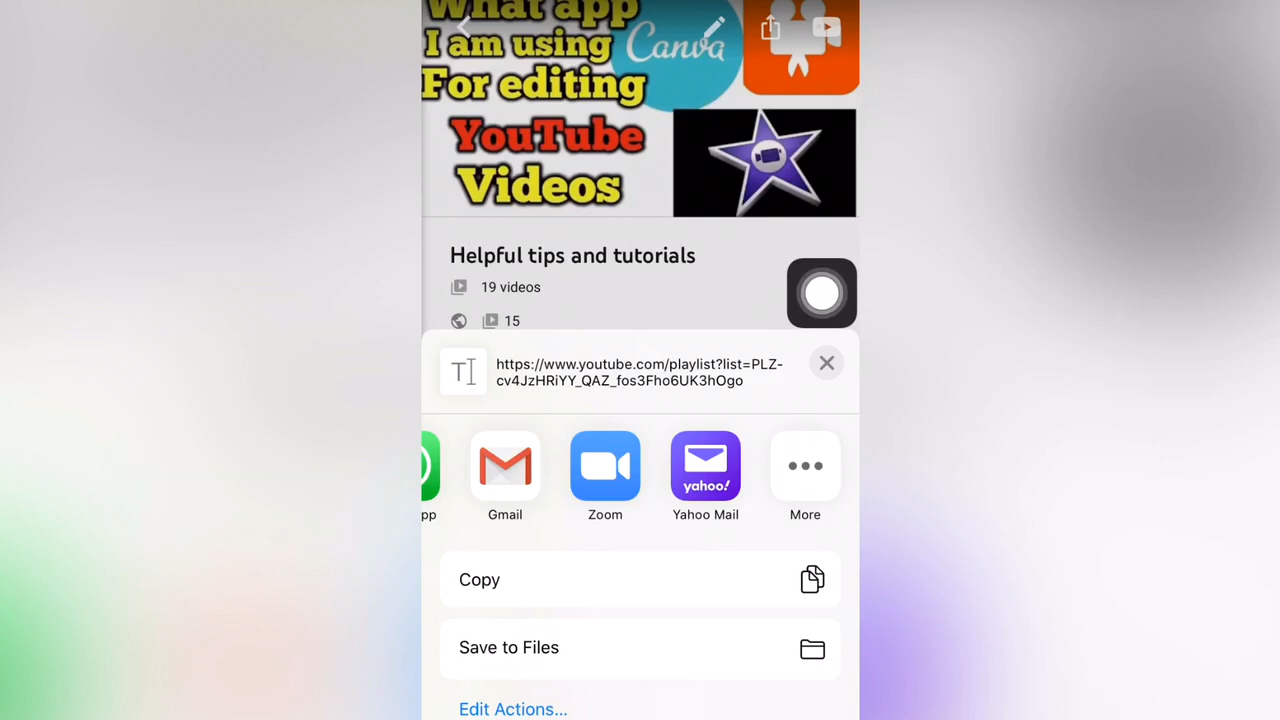 What app
I am using
For editing
YouTube
Videos
Canva
Helpful tips and tutorials
19 videos
15
https://www.youtube.com/playlist?list=PLZ-
cv4JzHRiYY_QAZ_fos3Fho6UK3hOgo
pp
Gmail
Zoom
yahoo!
Yahoo Mail
More
Copy
Save to Files
Edit Actions...